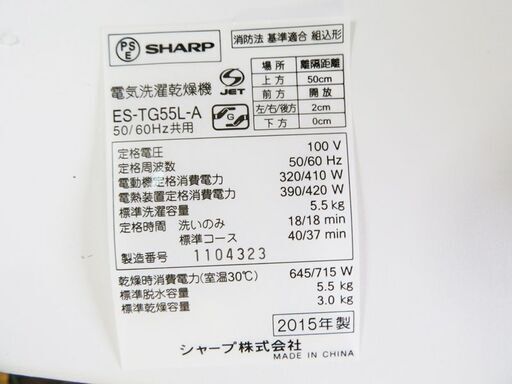 PS
E
SHARP
消防法 基準適合 組込形
電気洗濯乾燥機
S
JET
ES-TG55L-A
50/60Hz共用
G
場所 離隔距離
上方 50cm
前方 開放
左/右/後方 2cm
下方 0cm
定格電圧 100 V
定格周波数 50/60 Hz
電動機定格消費電力 320/410 W
電熱装置定格消費電力 390/420 W
標準洗濯容量 5.5 kg
定格時間 洗いのみ 18/18 min
標準コース 40/37 min
製造番号 1104323
乾燥時消費電力(室温30℃) 645/715 W
標準脱水容量 5.5 kg
標準乾燥容量 3.0 kg
2015年製
シャープ株式会社
MADE IN CHINA